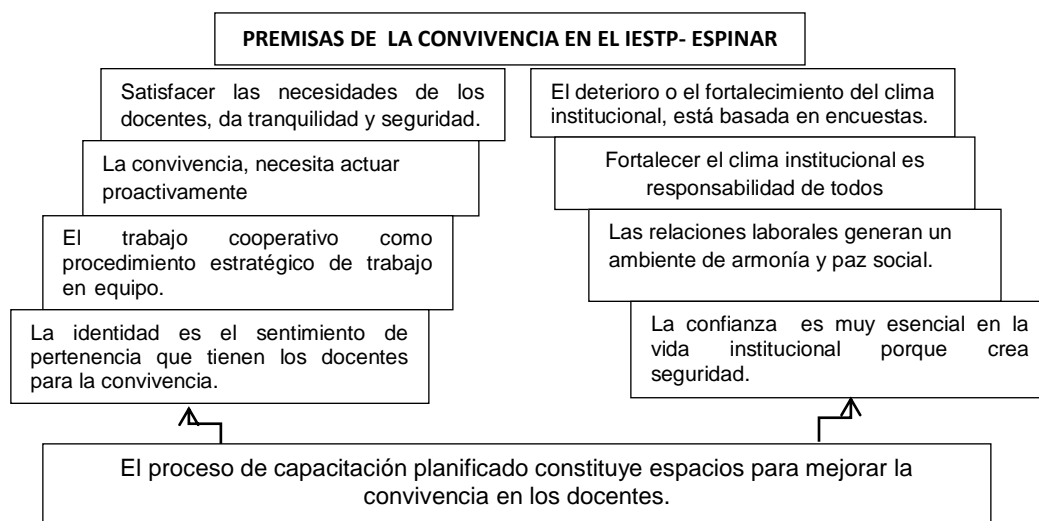 PREMISAS DE LA CONVIVENCIA EN EL IESTP- ESPINAR
Satisfacer las necesidades de los
docentes, da tranquilidad y seguridad.
La convivencia, necesita actuar
proactivamente
El trabajo cooperativo como
procedimiento estratégico de trabajo
en equipo.
La identidad es el sentimiento de
pertenencia que tienen los docentes
para la convivencia.
El deterioro o el fortalecimiento del clima
institucional, está basada en encuestas.
Fortalecer el clima institucional es
responsabilidad de todos
Las relaciones laborales generan un
ambiente de armonía y paz social.
La confianza es muy esencial en la
vida institucional porque crea
seguridad.
El proceso de capacitación planificado constituye espacios para mejorar la
convivencia en los docentes.